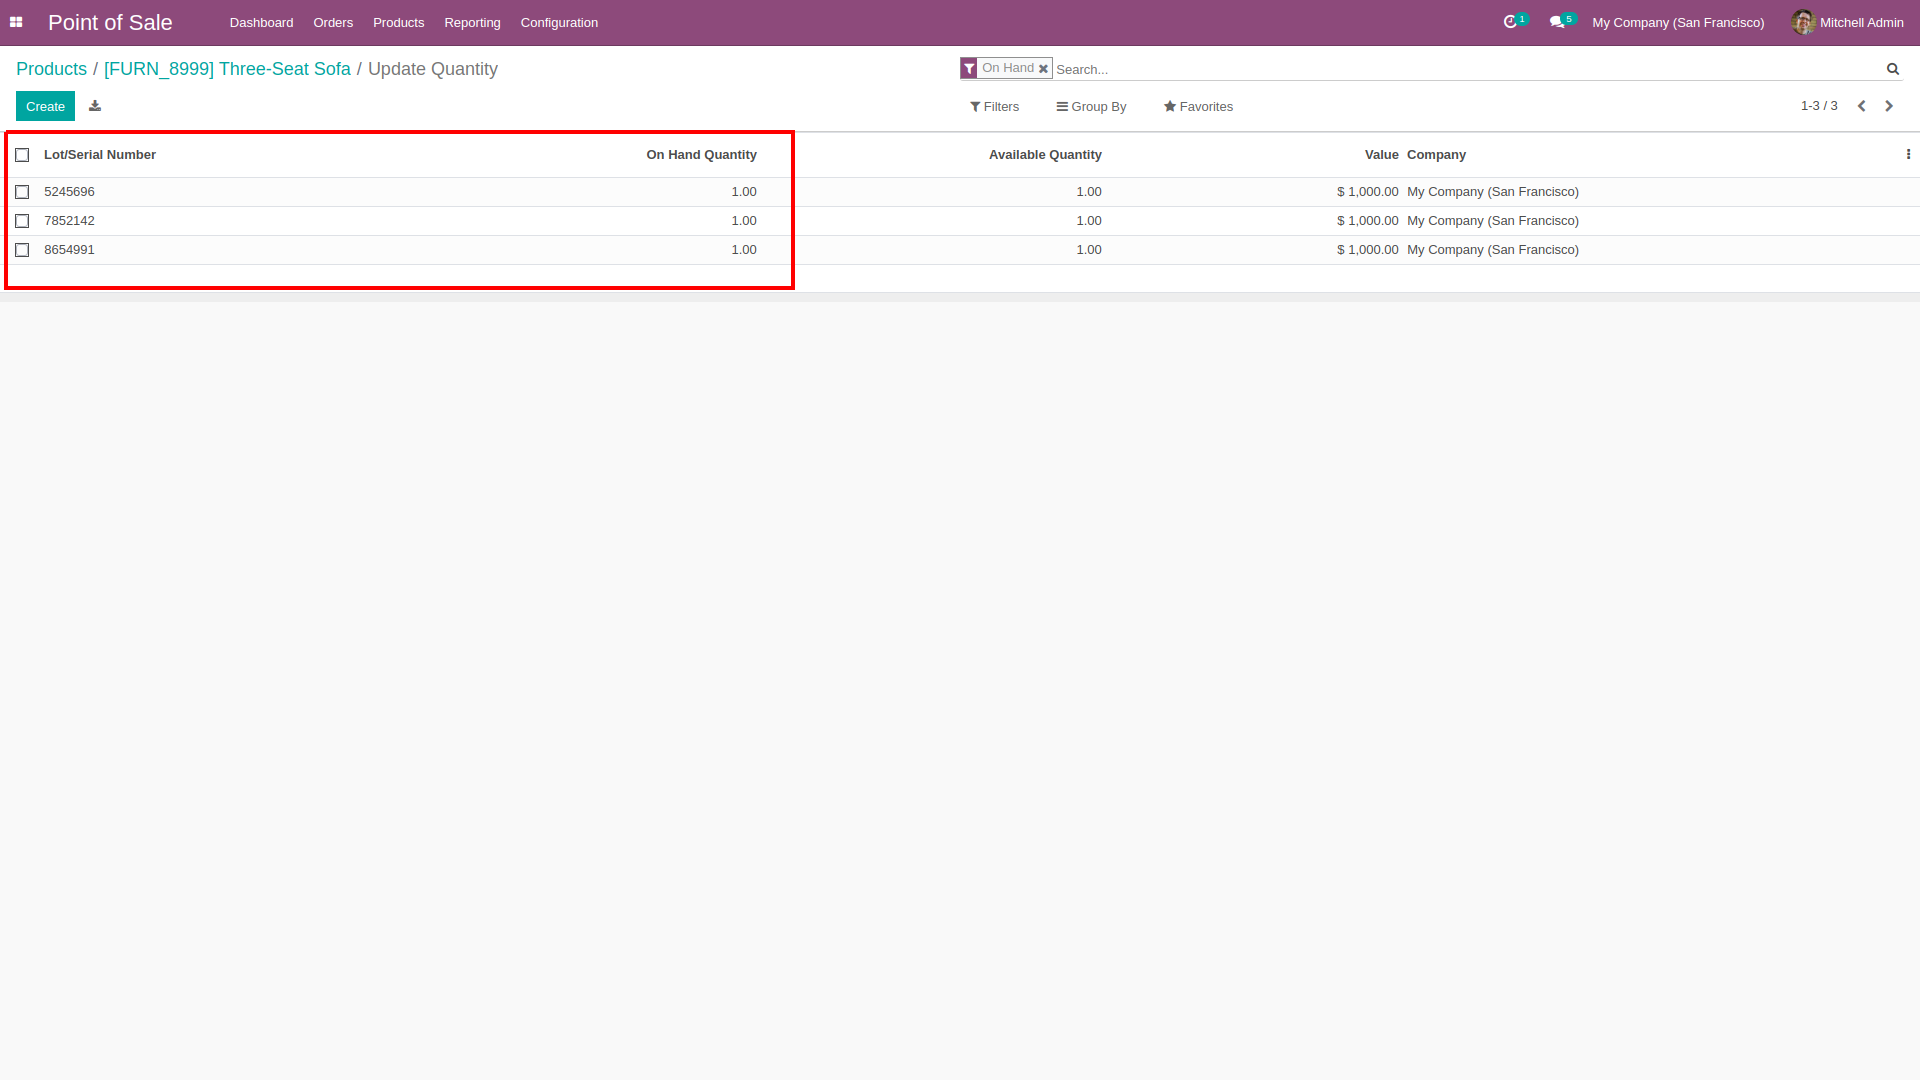 Point of Sale Dashboard Orders Products Reporting Configuration 1 5 My Company (San Francisco) Mitchell Admin
Products / [FURN_8999] Three-Seat Sofa / Update Quantity On Hand Search...
Create Filters Group By Favorites 1-3 / 3
Lot/Serial Number On Hand Quantity Available Quantity Value Company
5245696 1.00 1.00 $ 1,000.00 My Company (San Francisco)
7852142 1.00 1.00 $ 1,000.00 My Company (San Francisco)
8654991 1.00 1.00 $ 1,000.00 My Company (San Francisco)